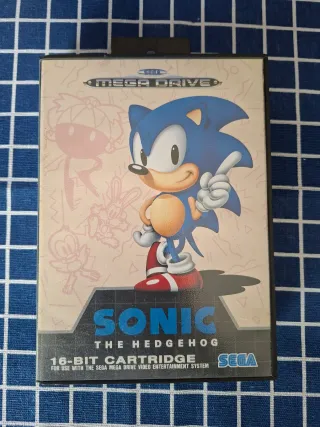 SEGA
MEGA DRIVE
SONIC
THE HEDGEHOG
16-BIT CARTRIDGE
FOR USE WITH THE SEGA MEGA DRIVE VIDEO ENTERTAINMENT SYSTEM
SEGA